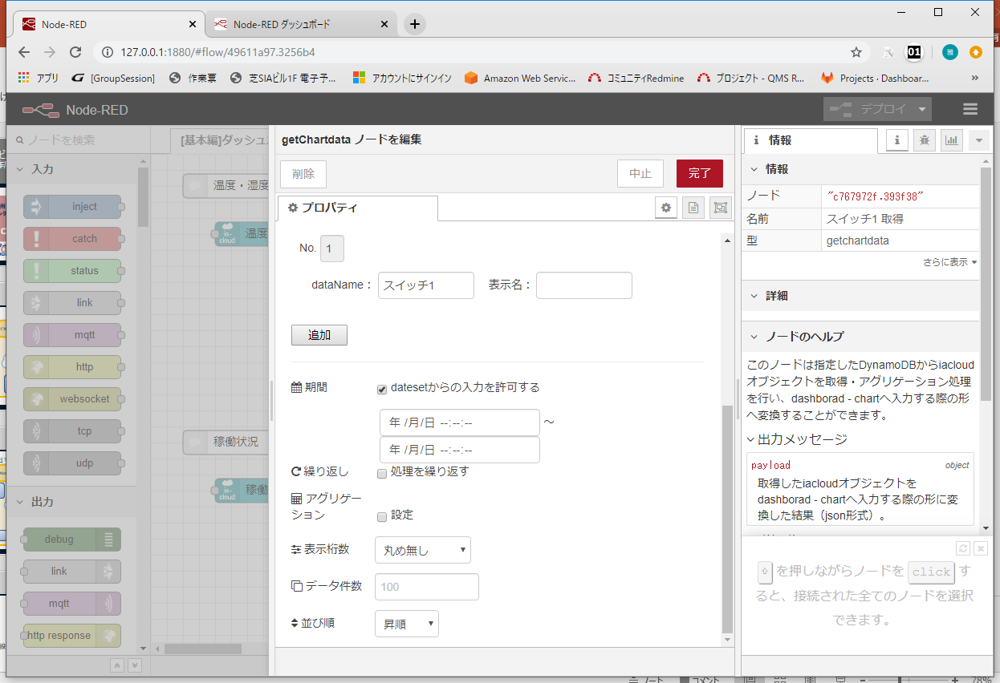 Node-RED
Node-RED ダッシュボード
127.0.0.1:1880/#flow/49611a97.3256b4
01
雅
アプリ
[GroupSession]
作業票
芝SIAビル1F 電子予...
アカウントにサインイン
Amazon Web Servic...
コミュニティRedmine
プロジェクト - QMS R...
Projects · Dashboar...
»
Node-RED
デプロイ
ノードを検索
[基本編]ダッシュ
getChartdata ノードを編集
情報
入力
削除
中止
完了
情報
ノード
"c767972f.393f38"
名前
スイッチ1 取得
型
getchartdata
さらに表示
inject
catch
status
link
mqtt
http
websocket
tcp
udp
出力
debug
link
mqtt
http response
温度・湿度
is-cloud
温度
稼働状況
is-cloud
稼働
プロパティ
No.
1
dataName :
スイッチ1
表示名 :
追加
期間
datesetからの入力を許可する
年 /月/日 --:--:--
～
年 /月/日 --:--:--
繰り返し
処理を繰り返す
アグリゲー
ション
設定
表示桁数
丸め無し
データ件数
100
並び順
昇順
詳細
ノードのヘルプ
このノードは指定したDynamoDBからiacloud
オブジェクトを取得・アグリゲーション処理
を行い、dashborad - chartへ入力する際の形
へ変換することができます。
出力メッセージ
payload
object
取得したiacloudオブジェクトを
dashborad - chartへ入力する際の形に変
換した結果（json形式）。
⇧ を押しながらノードを click す
ると、接続された全てのノードを選択
できます。
ノート
コメント
78%